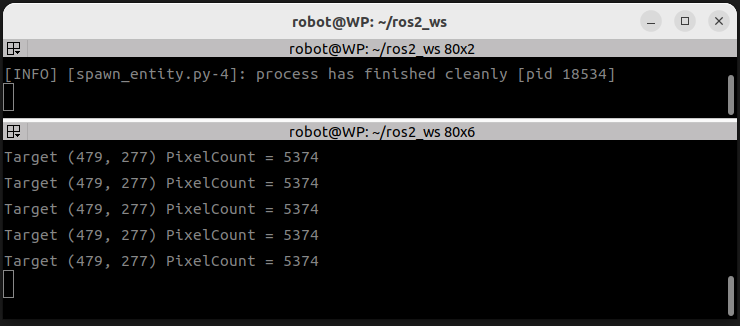 robot@WP: ~/ros2_ws
robot@WP: ~/ros2_ws 80x2
[INFO] [spawn_entity.py-4]: process has finished cleanly [pid 18534]
robot@WP: ~/ros2_ws 80x6
Target (479, 277) PixelCount = 5374
Target (479, 277) PixelCount = 5374
Target (479, 277) PixelCount = 5374
Target (479, 277) PixelCount = 5374
Target (479, 277) PixelCount = 5374